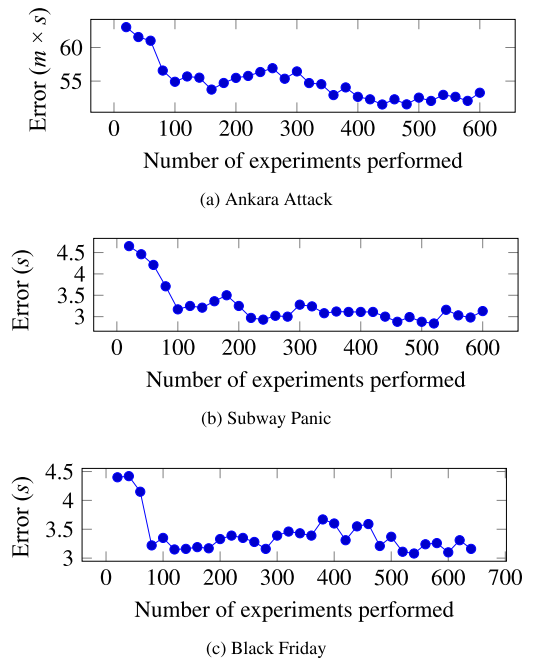 60
55
Error (m × s)
0 100 200 300 400 500 600
Number of experiments performed
(a) Ankara Attack
4.5
4
3.5
3
Error (s)
0 100 200 300 400 500 600
Number of experiments performed
(b) Subway Panic
4.5
4
3.5
3
Error (s)
0 100 200 300 400 500 600 700
Number of experiments performed
(c) Black Friday